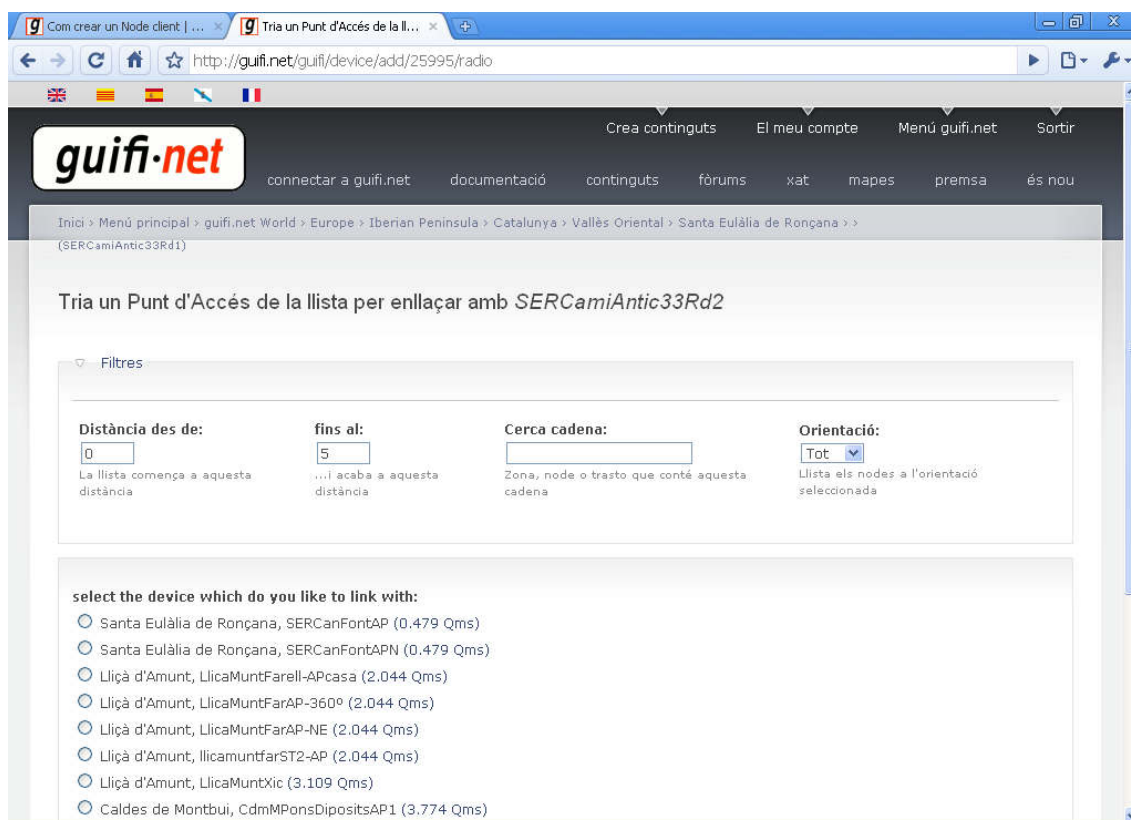 Com crear un Node client | ...
Tria un Punt d'Accés de la ll...
http://guifi.net/guifi/device/add/25995/radio
Crea continguts El meu compte Menú guifi.net Sortir
guifi·net
connectar a guifi.net documentació continguts fòrums xat mapes premsa és nou
Inici › Menú principal › guifi.net World › Europe › Iberian Peninsula › Catalunya › Vallès Oriental › Santa Eulàlia de Ronçana › ›
(SERCamiAntic33Rd1)
Tria un Punt d'Accés de la llista per enllaçar amb SERCamiAntic33Rd2
Filtres
Distància des de: fins al: Cerca cadena: Orientació:
0 5 Tot
La llista comença a aquesta distància
...i acaba a aquesta distància
Zona, node o trasto que conté aquesta cadena
Llista els nodes a l'orientació seleccionada
select the device which do you like to link with:
Santa Eulàlia de Ronçana, SERCanFontAP (0.479 Qms)
Santa Eulàlia de Ronçana, SERCanFontAPN (0.479 Qms)
Lliçà d'Amunt, LlicaMuntFarell-APcasa (2.044 Qms)
Lliçà d'Amunt, LlicaMuntFarAP-360º (2.044 Qms)
Lliçà d'Amunt, LlicaMuntFarAP-NE (2.044 Qms)
Lliçà d'Amunt, llicamuntfarST2-AP (2.044 Qms)
Lliçà d'Amunt, LlicaMuntXic (3.109 Qms)
Caldes de Montbui, CdmMPonsDipositsAP1 (3.774 Qms)